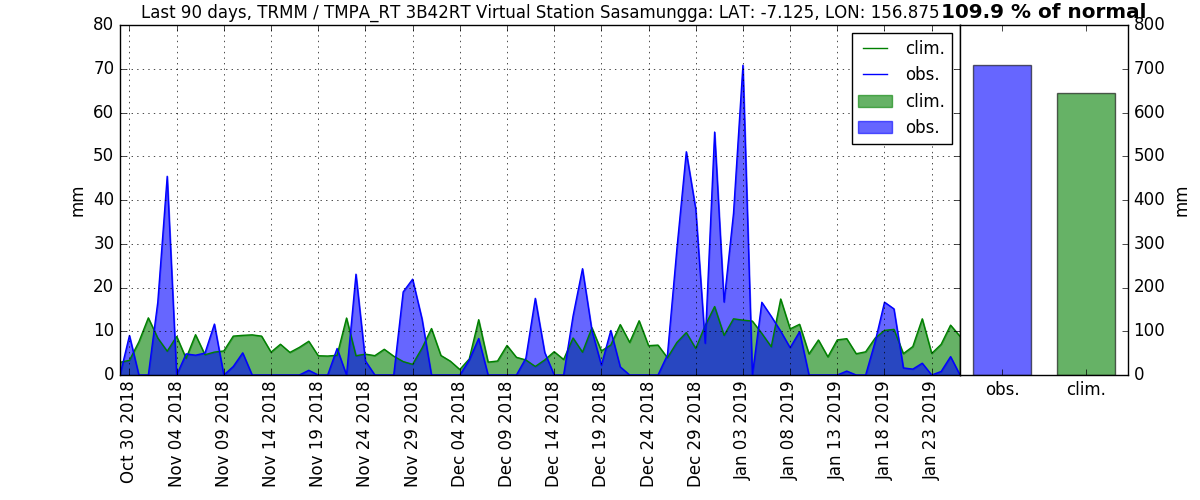 Last 90 days, TRMM / TMPA_RT 3B42RT Virtual Station Sasamungga: LAT: -7.125, LON: 156.875
109.9 % of normal
80
70
60
50
40
30
20
10
0
mm
clim.
obs.
clim.
obs.
Oct 30 2018
Nov 04 2018
Nov 09 2018
Nov 14 2018
Nov 19 2018
Nov 24 2018
Nov 29 2018
Dec 04 2018
Dec 09 2018
Dec 14 2018
Dec 19 2018
Dec 24 2018
Dec 29 2018
Jan 03 2019
Jan 08 2019
Jan 13 2019
Jan 18 2019
Jan 23 2019
800
700
600
500
400
300
200
100
0
mm
obs.
clim.